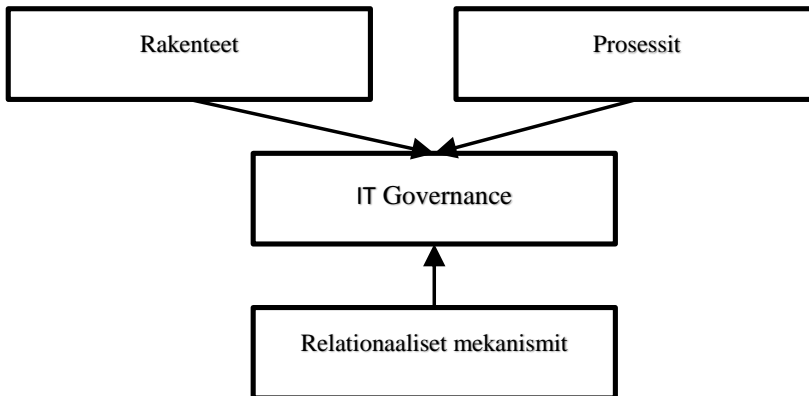 Rakenteet
Prosessit
IT Governance
Relationaaliset mekanismit